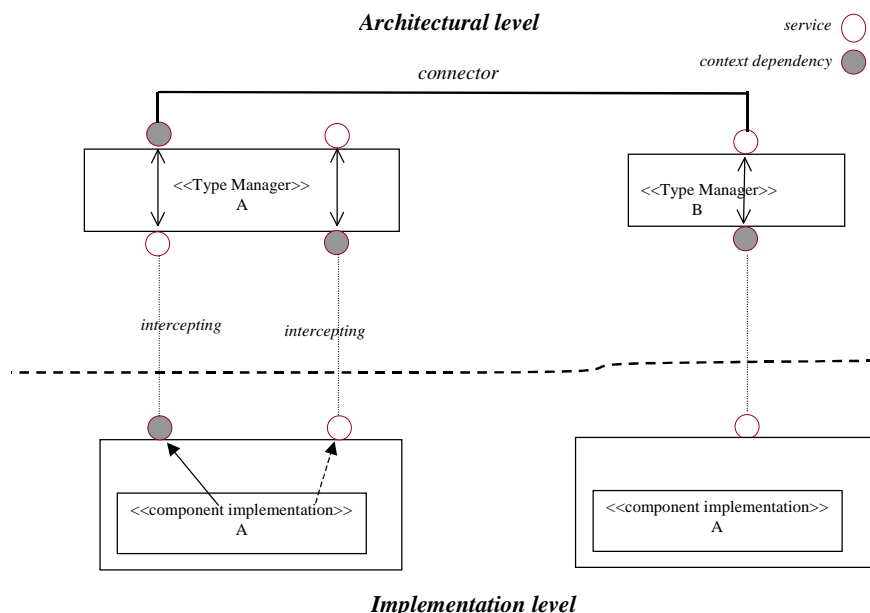 Architectural level
service
context dependency
connector
<<Type Manager>>
A
<<Type Manager>>
B
intercepting
intercepting
<<component implementation>>
A
<<component implementation>>
A
Implementation level